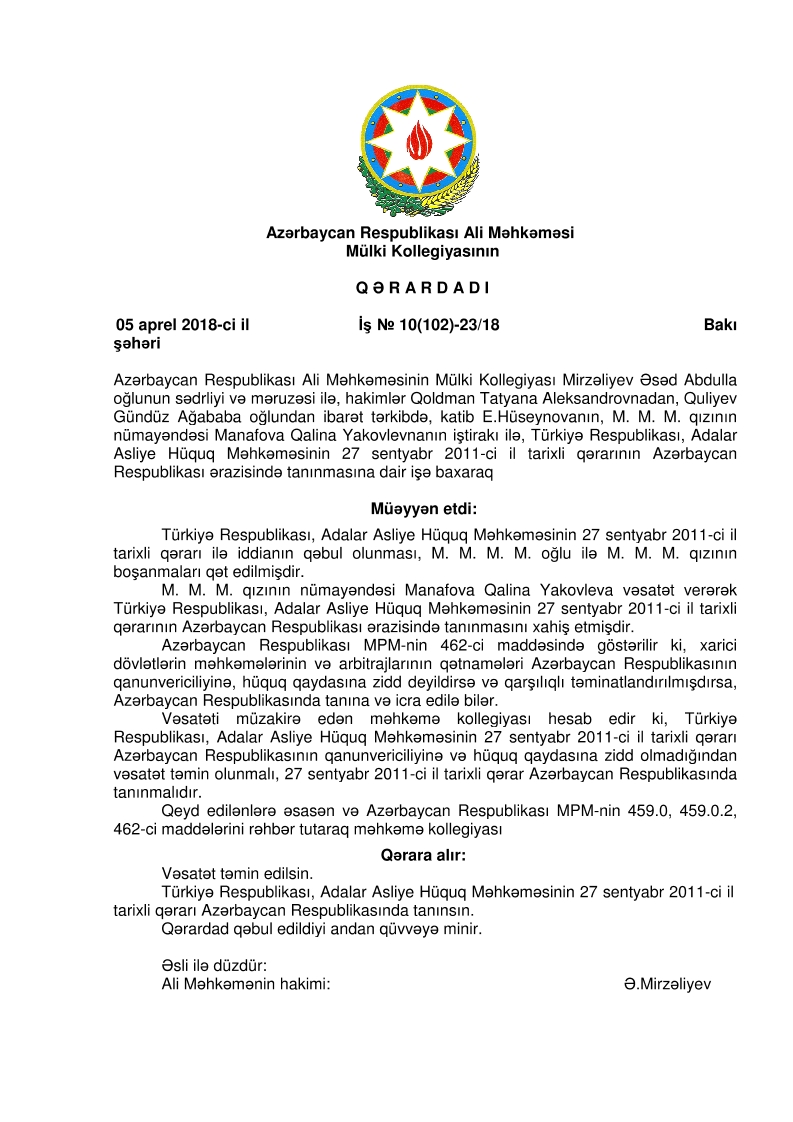 Azərbaycan Respublikası Ali Məhkəməsi
Mülki Kollegiyasının
Q Ə R A R D A D I
05 aprel 2018-ci il İş № 10(102)-23/18 Bakı
şəhəri
Azərbaycan Respublikası Ali Məhkəməsinin Mülki Kollegiyası Mirzəliyev Əsəd Abdulla
oğlunun sədrliyi və məruzəsi ilə, hakimlər Qoldman Tatyana Aleksandrovnadan, Quliyev
Gündüz Ağababa oğlundan ibarət tərkibdə, katib E.Hüseynovanın, M. M. M. qızının
nümayəndəsi Manafova Qalina Yakovlevnanın iştirakı ilə, Türkiyə Respublikası, Adalar
Asliye Hüquq Məhkəməsinin 27 sentyabr 2011-ci il tarixli qərarının Azərbaycan
Respublikası ərazisində tanınmasına dair işə baxaraq
Müəyyən etdi:
Türkiyə Respublikası, Adalar Asliye Hüquq Məhkəməsinin 27 sentyabr 2011-ci il
tarixli qərarı ilə iddianın qəbul olunması, M. M. M. M. oğlu ilə M. M. M. qızının
boşanmaları qət edilmişdir.
M. M. M. qızının nümayəndəsi Manafova Qalina Yakovleva vəsatət verərək
Türkiyə Respublikası, Adalar Asliye Hüquq Məhkəməsinin 27 sentyabr 2011-ci il tarixli
qərarının Azərbaycan Respublikası ərazisində tanınmasını xahiş etmişdir.
Azərbaycan Respublikası MPM-nin 462-ci maddəsində göstərilir ki, xarici
dövlətlərin məhkəmələrinin və arbitrajlarının qətnamələri Azərbaycan Respublikasının
qanunvericiliyinə, hüquq qaydasına zidd deyildirsə və qarşılıqlı təminatlandırılmışdırsa,
Azərbaycan Respublikasında tanına və icra edilə bilər.
Vəsatəti müzakirə edən məhkəmə kollegiyası hesab edir ki, Türkiyə
Respublikası, Adalar Asliye Hüquq Məhkəməsinin 27 sentyabr 2011-ci il tarixli qərarı
Azərbaycan Respublikasının qanunvericiliyinə və hüquq qaydasına zidd olmadığından
vəsatət təmin olunmalı, 27 sentyabr 2011-ci il tarixli qərar Azərbaycan Respublikasında
tanınmalıdır.
Qeyd edilənlərə əsasən və Azərbaycan Respublikası MPM-nin 459.0, 459.0.2,
462-ci maddələrini rəhbər tutaraq məhkəmə kollegiyası
Qərara alır:
Vəsatət təmin edilsin.
Türkiyə Respublikası, Adalar Asliye Hüquq Məhkəməsinin 27 sentyabr 2011-ci il
tarixli qərarı Azərbaycan Respublikasında tanınsın.
Qərardad qəbul edildiyi andan qüvvəyə minir.
Əsli ilə düzdür:
Ali Məhkəmənin hakimi: Ə.Mirzəliyev